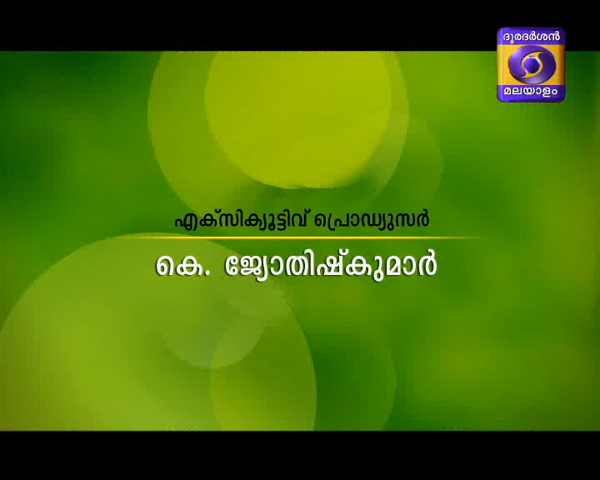 ദൂരദർശൻ
മലയാളം
എക്സിക്യൂട്ടിവ് പ്രൊഡ്യുസർ
കെ. ജ്യോതിഷ്കുമാർ